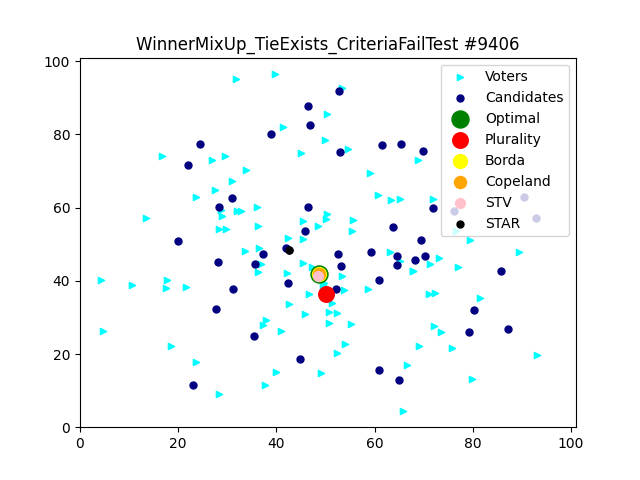 WinnerMixUp_TieExists_CriteriaFailTest #9406
100
80
60
40
20
0
0
20
40
60
80
100
Voters
Candidates
Optimal
Plurality
Borda
Copeland
STV
STAR